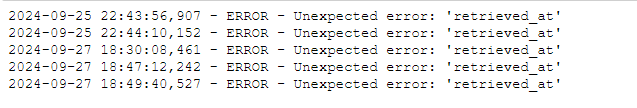 2024-09-25 22:43:56,907 - ERROR - Unexpected error: 'retrieved_at'
2024-09-25 22:44:10,152 - ERROR - Unexpected error: 'retrieved_at'
2024-09-27 18:30:08,461 - ERROR - Unexpected error: 'retrieved_at'
2024-09-27 18:47:12,242 - ERROR - Unexpected error: 'retrieved_at'
2024-09-27 18:49:40,527 - ERROR - Unexpected error: 'retrieved_at'